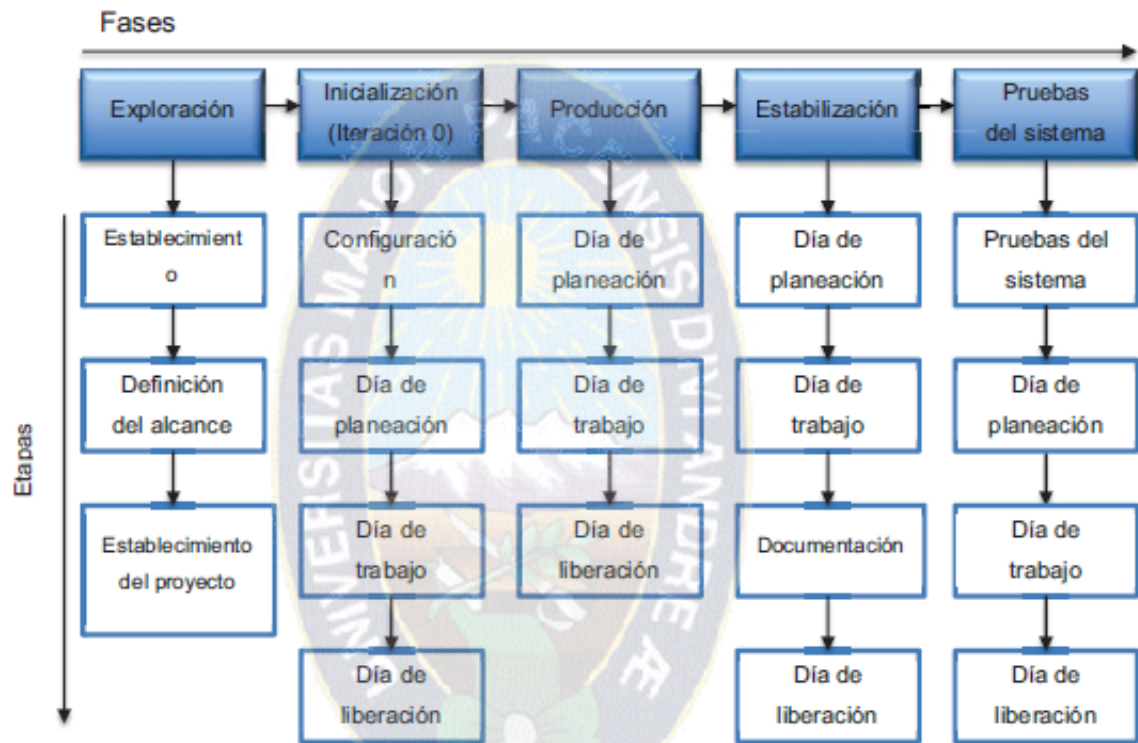 Fases
Exploración
Inicialización
(Iteración 0)
Producción
Estabilización
Pruebas
del sistema
Etapas
Establecimient
o
Definición
del alcance
Establecimiento
del proyecto
Configuració
n
Día de
planeación
Día de
trabajo
Día de
liberación
Día de
planeación
Día de
trabajo
Día de
liberación
Día de
planeación
Día de
trabajo
Documentación
Día de
liberación
Pruebas del
sistema
Día de
planeación
Día de
trabajo
Día de
liberación